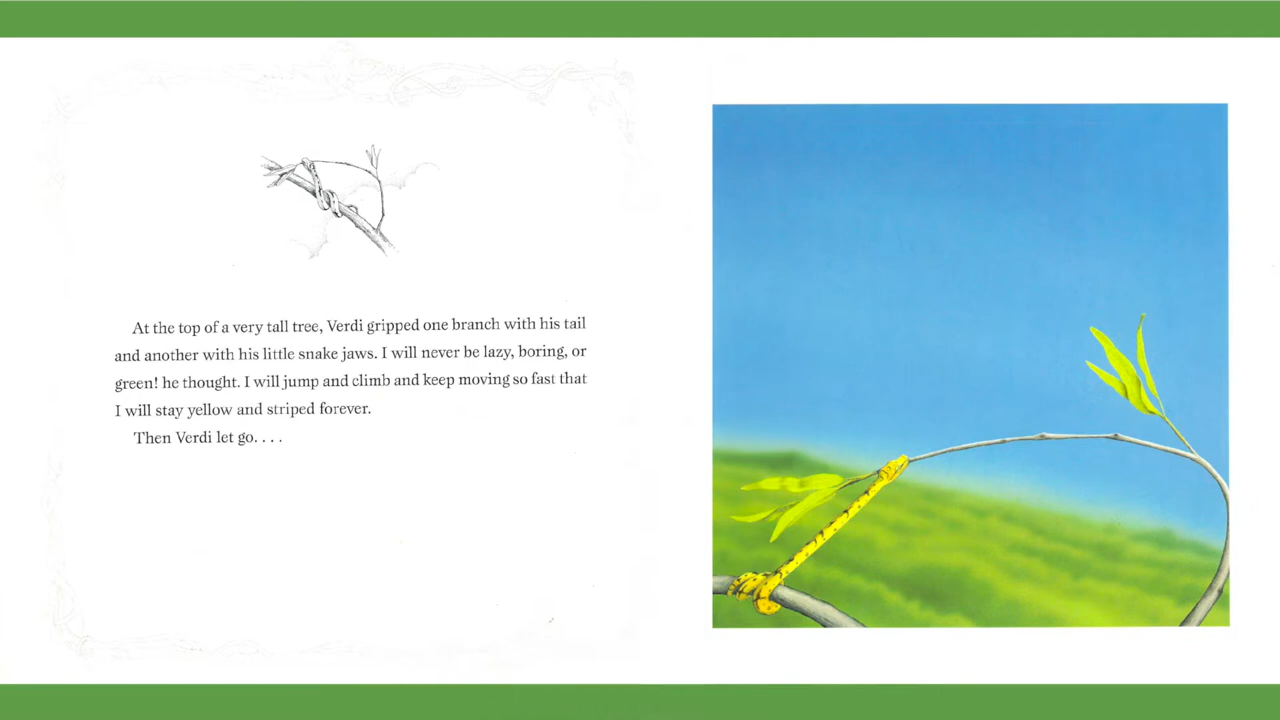 At the top of a very tall tree, Verdi gripped one branch with his tail
and another with his little snake jaws. I will never be lazy, boring, or
green! he thought. I will jump and climb and keep moving so fast that
I will stay yellow and striped forever.
Then Verdi let go. . . .